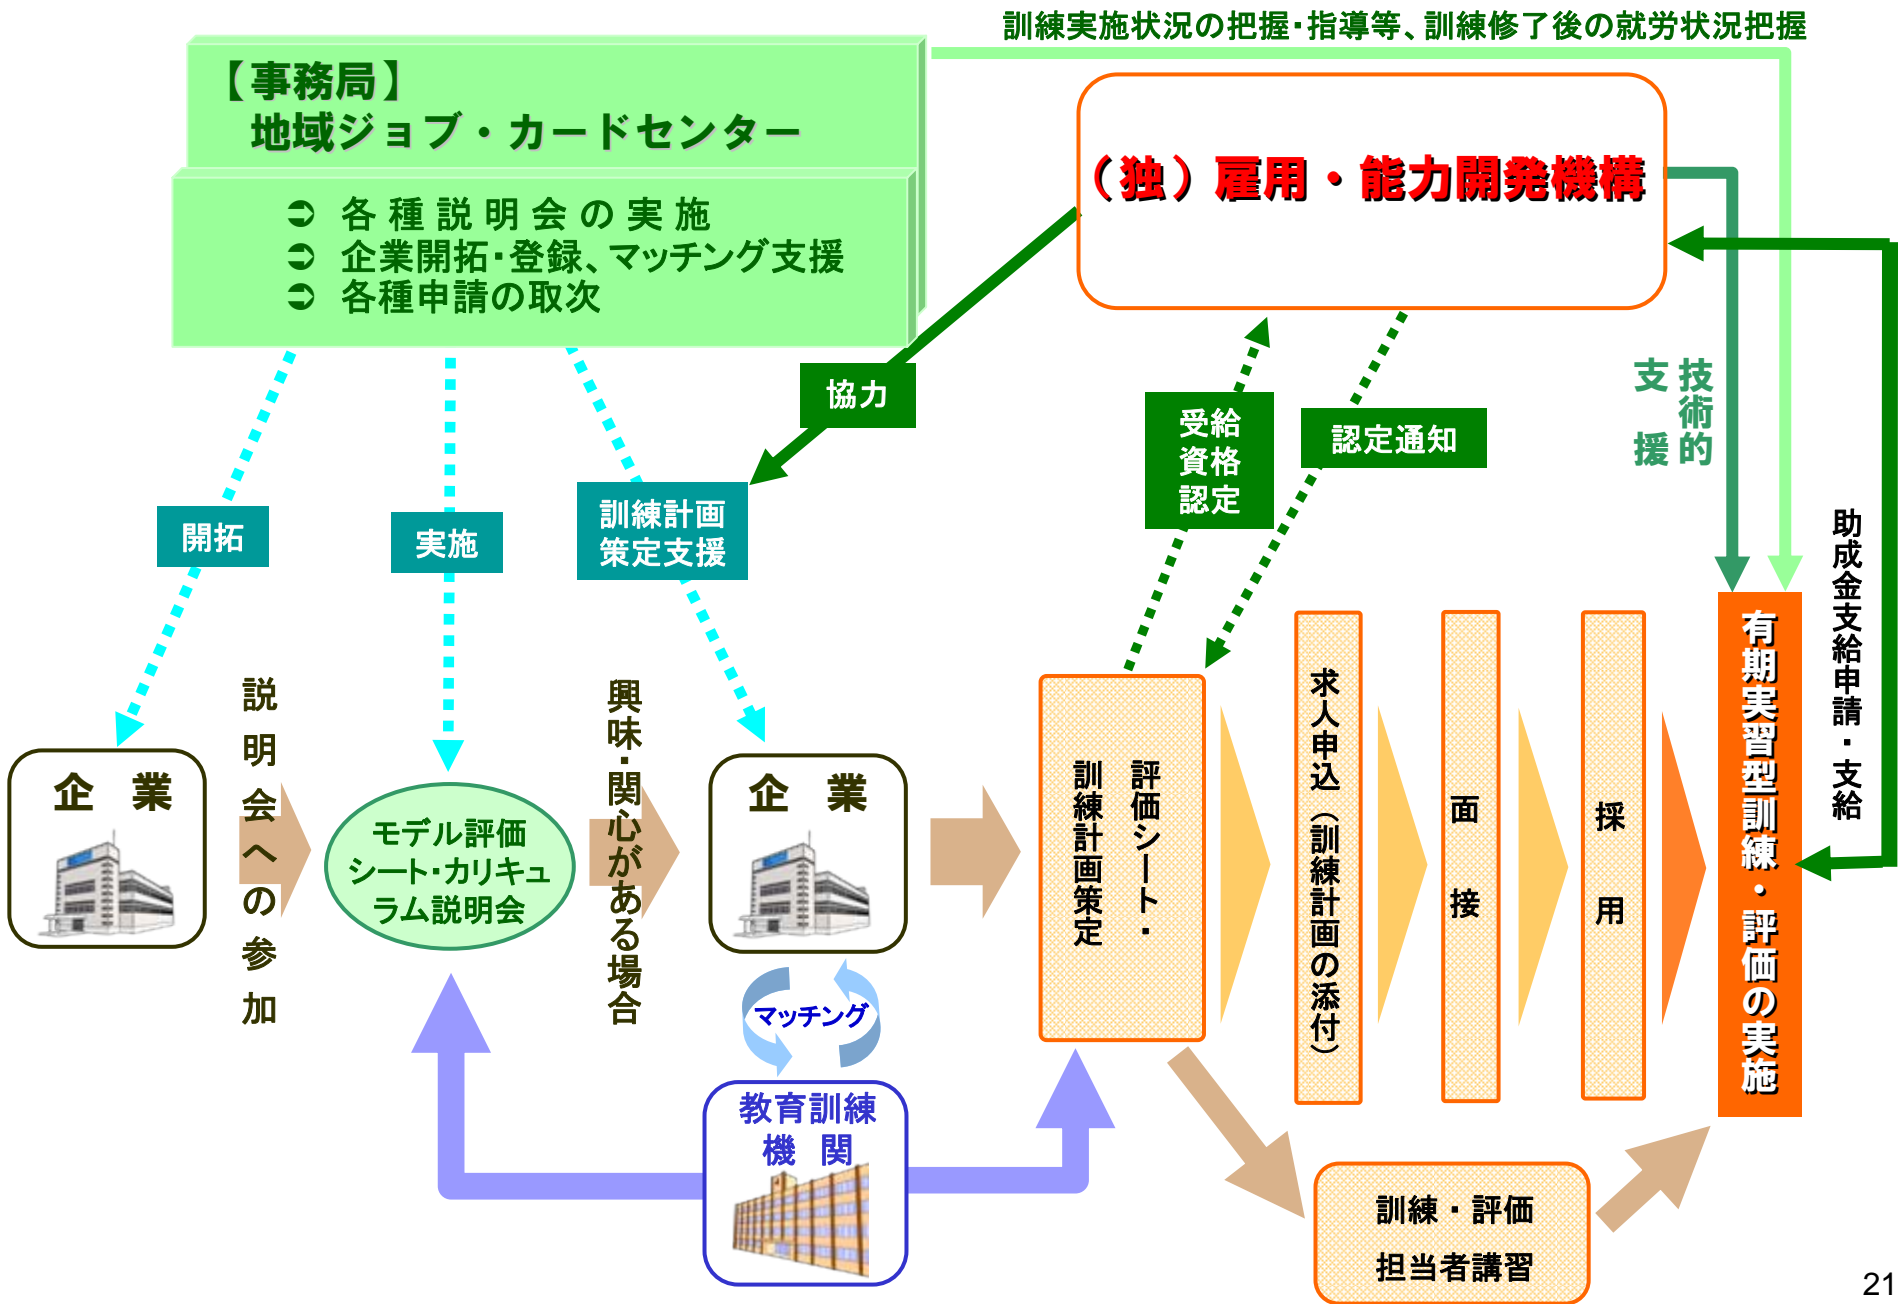 訓練実施状況の把握・指導等、訓練修了後の就労状況把握
【事務局】
地域ジョブ・カードセンター
➲ 各種説明会の実施
➲ 企業開拓・登録、マッチング支援
➲ 各種申請の取次
（独）雇用・能力開発機構
協力
受給
資格
認定
認定通知
技術的
支援
助成金支給申請・支給
開拓
実施
訓練計画
策定支援
企業
説明会への参加
モデル評価
シート・カリキュ
ラム説明会
興味・関心がある場合
企業
マッチング
教育訓練
機関
評価シート・
訓練計画策定
求人申込（訓練計画の添付）
面接
採用
有期実習型訓練・評価の実施
訓練・評価
担当者講習
21